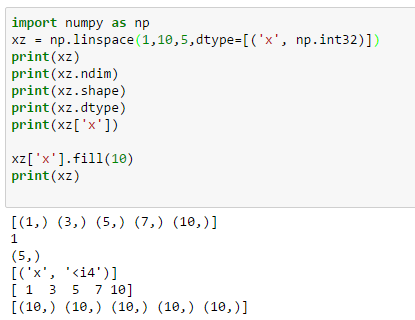 import numpy as np
xz = np.linspace(1,10,5,dtype=[('x', np.int32)])
print(xz)
print(xz.ndim)
print(xz.shape)
print(xz.dtype)
print(xz['x'])
xz['x'].fill(10)
print(xz)
[(1,) (3,) (5,) (7,) (10,)]
1
(5,)
[('x', '<i4')]
[ 1  3  5  7 10]
[(10,) (10,) (10,) (10,) (10,)]